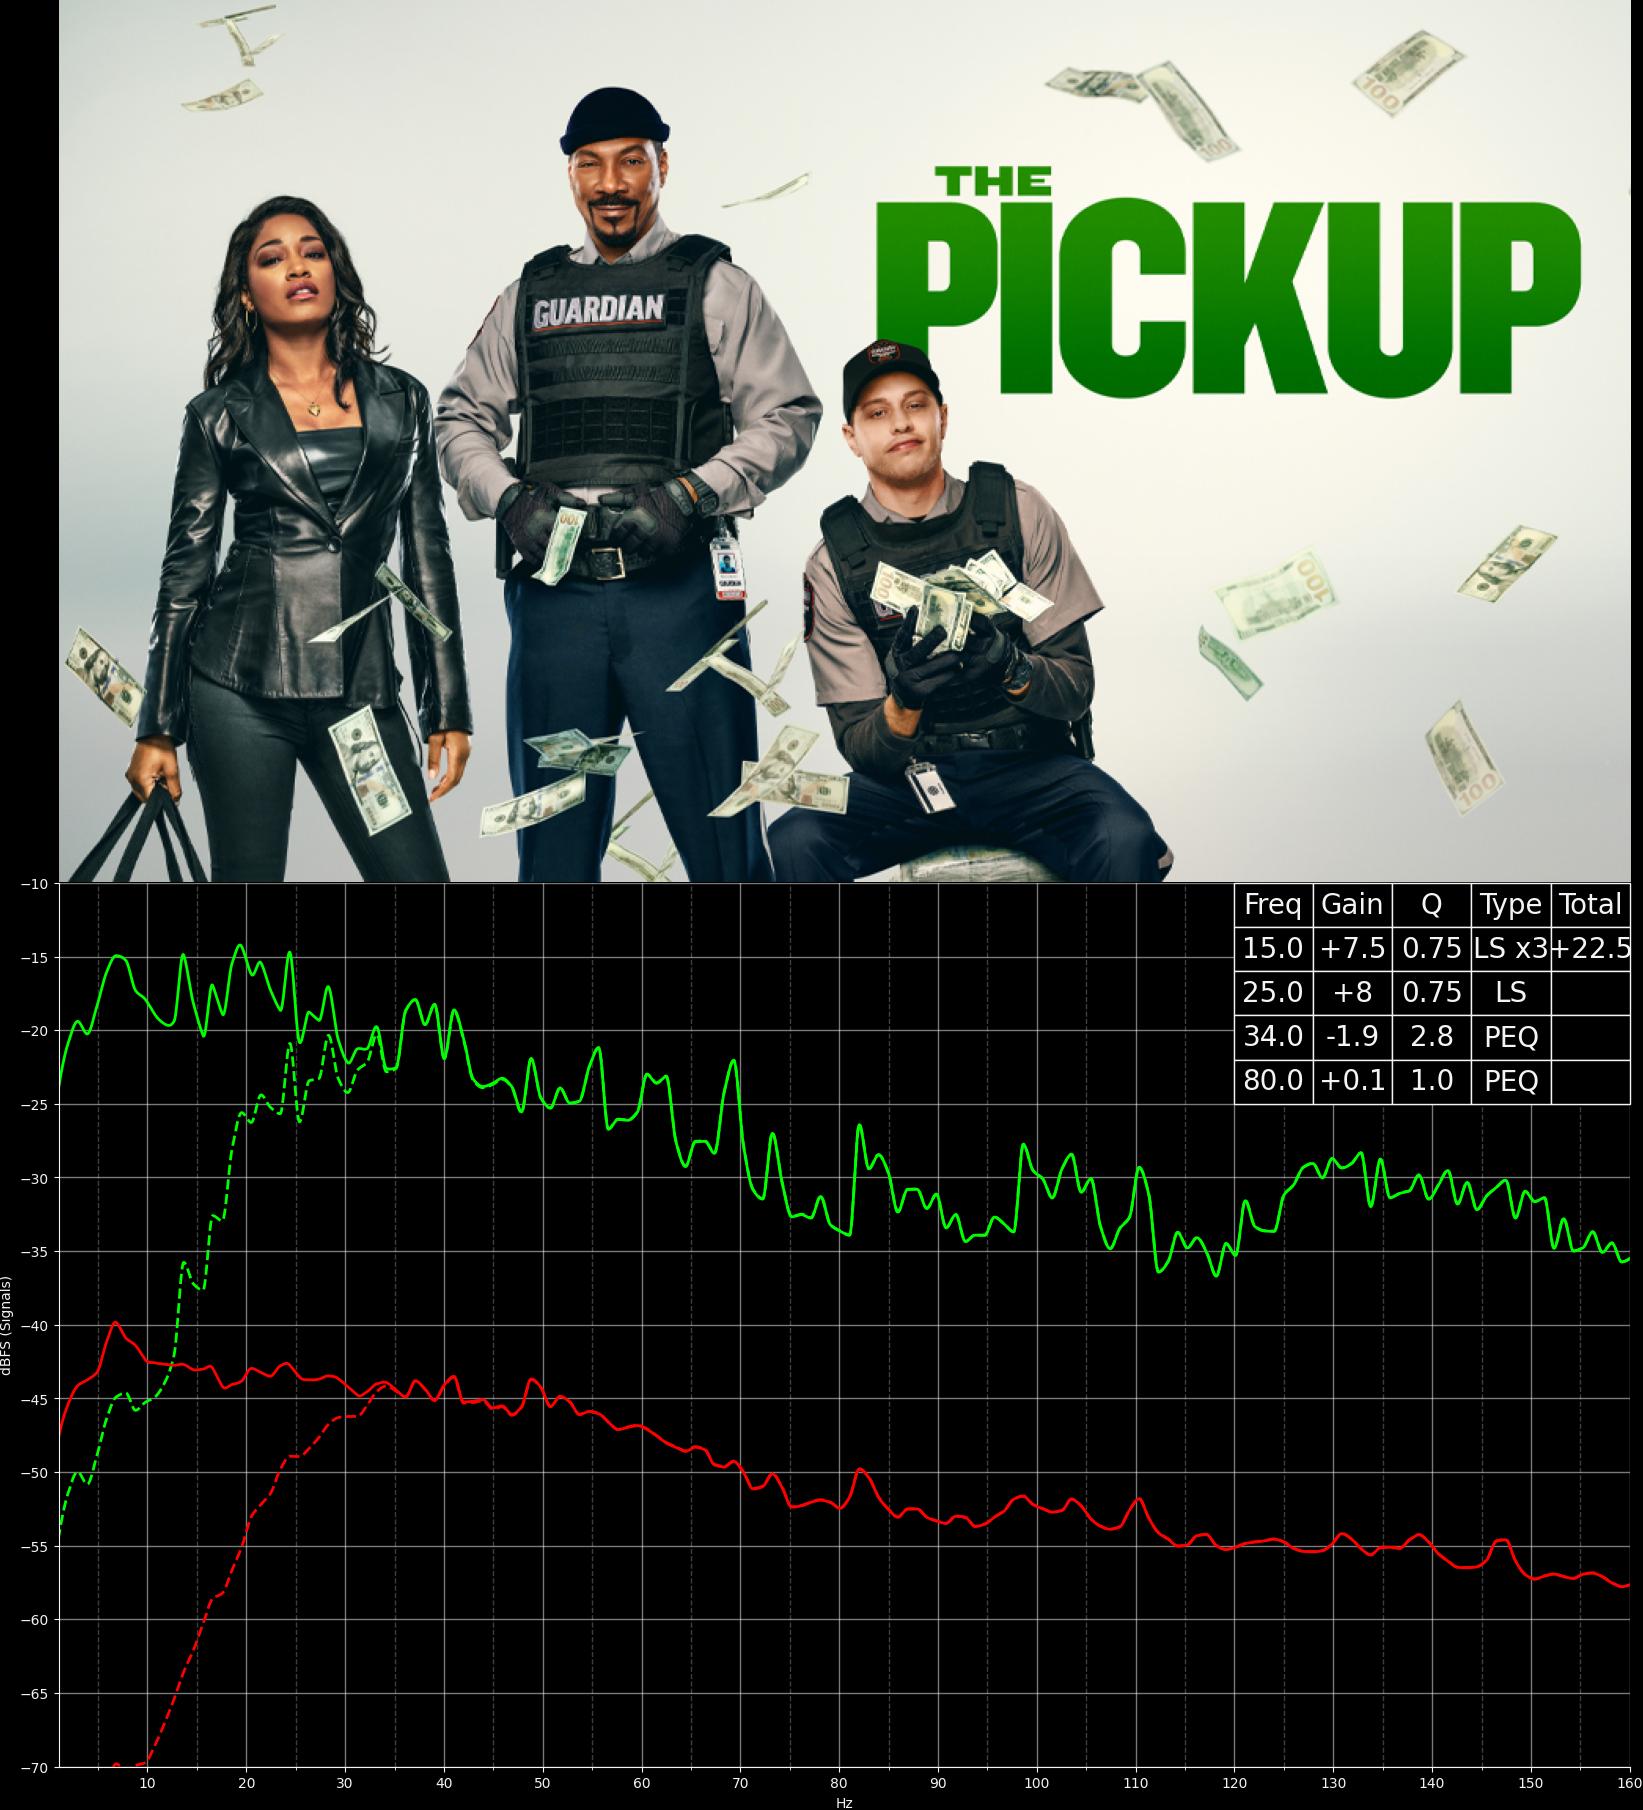 THE
PICKUP
GUARDIAN
100
100
100
100
100
100
−10
−15
−20
−25
−30
−35
−40
−45
−50
−55
−60
−65
−70
dBFS (Signals)
Freq Gain Q Type Total
15.0 +7.5 0.75 LS x3 +22.5
25.0 +8 0.75 LS
34.0 -1.9 2.8 PEQ
80.0 +0.1 1.0 PEQ
10 20 30 40 50 60 70 80 90 100 110 120 130 140 150 160
Hz